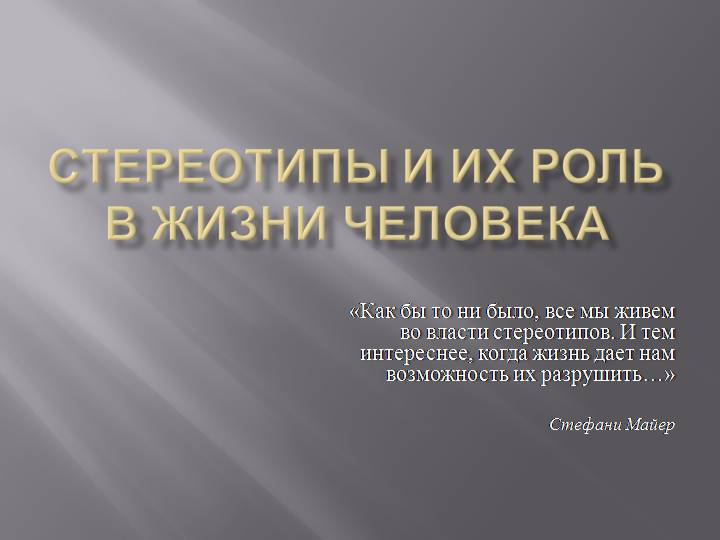 СТЕРЕОТИПЫ И ИХ РОЛЬ
В ЖИЗНИ ЧЕЛОВЕКА
«Как бы то ни было, все мы живем
во власти стереотипов. И тем
интереснее, когда жизнь дает нам
возможность их разрушить…»
Стефани Майер